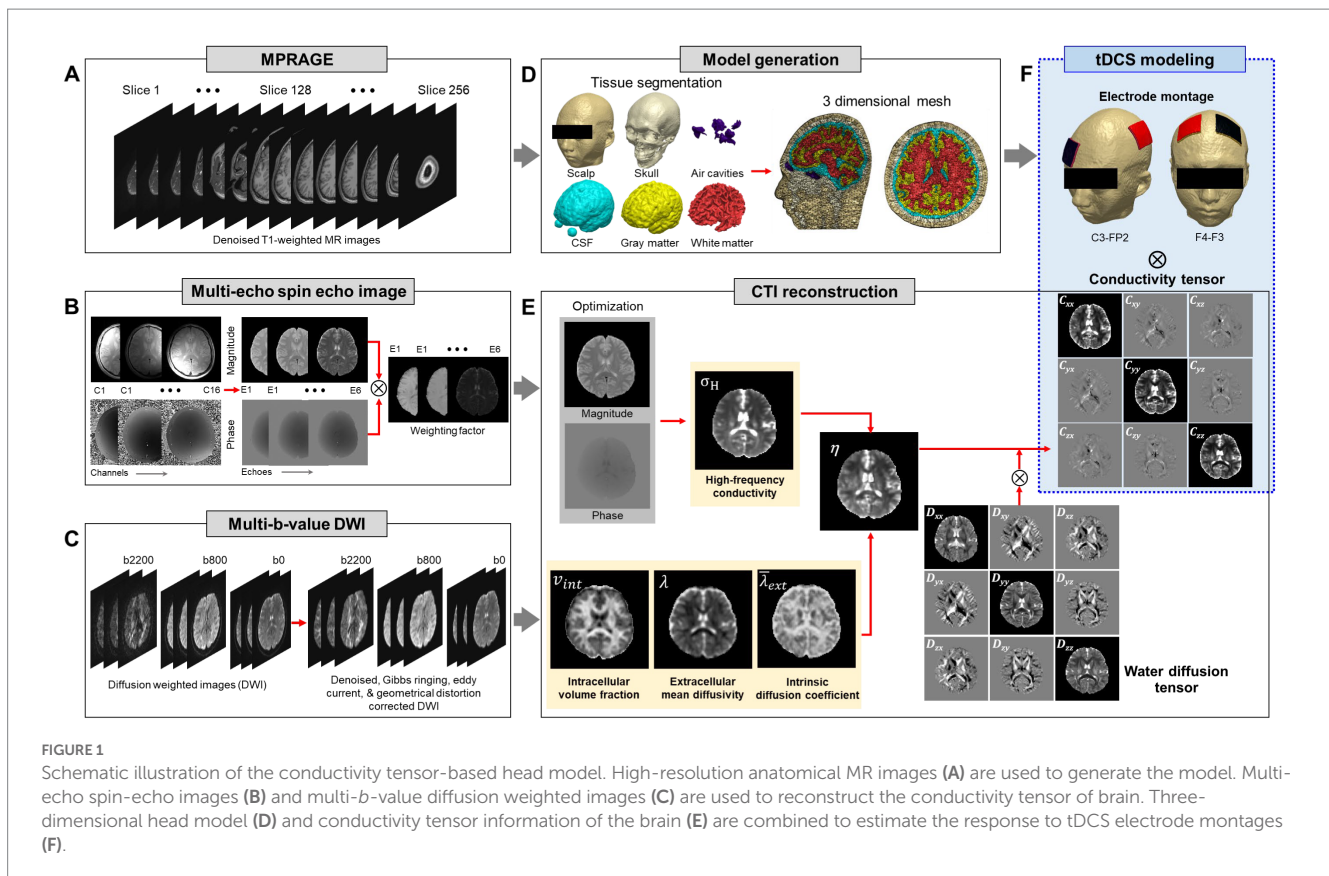 MPRAGE
A
Slice 1 • • • Slice 128 • • • Slice 256
Denoised T1-weighted MR images
Multi-echo spin echo image
B
Magnitude
C1 C1 • • • C16
E1 E1 • • • E6
Phase
Channels
Echoes
E1 E1 • • • E6
Weighting factor
Multi-b-value DWI
C
b2200 b800 b0
b2200 b800 b0
Diffusion weighted images (DWI)
Denoised, Gibbs ringing, eddy
current, & geometrical distortion
corrected DWI
Model generation
D
Tissue segmentation
Scalp Skull Air cavities
CSF Gray matter White matter
3 dimensional mesh
CTI reconstruction
E
Optimization
Magnitude
Phase
σH
High-frequency
conductivity
η
vint
Intracellular
volume fraction
λ
Extracellular
mean diffusivity
λ̅ext
Intrinsic
diffusion coefficient
Dxx Dxy Dxz
Dyx Dyy Dyz
Dzx Dzy Dzz
Water diffusion
tensor
tDCS modeling
F
Electrode montage
C3-FP2 F4-F3
Conductivity tensor
Cxx Cxy Cxz
Cyx Cyy Cyz
Czx Czy Czz
FIGURE 1
Schematic illustration of the conductivity tensor-based head model. High-resolution anatomical MR images (A) are used to generate the model. Multi-
echo spin-echo images (B) and multi-b-value diffusion weighted images (C) are used to reconstruct the conductivity tensor of brain. Three-
dimensional head model (D) and conductivity tensor information of the brain (E) are combined to estimate the response to tDCS electrode montages
(F).